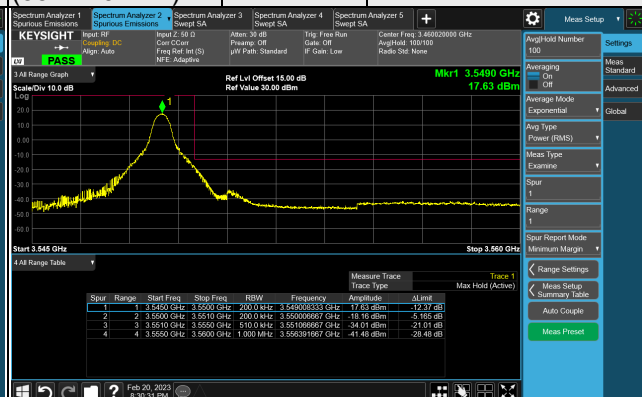 Spectrum Analyzer 1
Spurious Emissions
Spectrum Analyzer 2
Spurious Emissions
Spectrum Analyzer 3
Swept SA
Spectrum Analyzer 4
Swept SA
Spectrum Analyzer 5
Swept SA
+
Meas Setup
KEYSIGHT
Input: RF
Coupling: DC
Align: Auto
Input Z: 50 Ω
Corr CCorr
Freq Ref: Int (S)
NFE: Adaptive
Atten: 30 dB
Preamp: Off
µW Path: Standard
Trig: Free Run
Gate: Off
IF Gain: Low
Center Freq: 3.460020000 GHz
Avg|Hold: 100/100
Radio Std: None
LXI
PASS
3 All Range Graph
Scale/Div 10.0 dB
Ref Lvl Offset 15.00 dB
Ref Value 30.00 dBm
Mkr1 3.5490 GHz
17.63 dBm
Log
20.0
10.0
0.00
-10.0
-20.0
-30.0
-40.0
-50.0
-60.0
1
Start 3.545 GHz
Stop 3.560 GHz
4 All Range Table
Measure Trace Trace 1
Trace Type Max Hold (Active)
Spur Range Start Freq Stop Freq RBW Frequency Amplitude ΔLimit
1 1 3.5450 GHz 3.5500 GHz 200.0 kHz 3.549008333 GHz 17.63 dBm -12.37 dB
2 2 3.5500 GHz 3.5510 GHz 200.0 kHz 3.550006667 GHz -18.16 dBm -5.165 dB
3 3 3.5510 GHz 3.5550 GHz 510.0 kHz 3.551066667 GHz -34.01 dBm -21.01 dB
4 4 3.5550 GHz 3.5600 GHz 1.000 MHz 3.556391667 GHz -41.48 dBm -28.48 dB
Avg|Hold Number
100
Averaging
On
Off
Average Mode
Exponential
Avg Type
Power (RMS)
Meas Type
Examine
Spur
1
Range
1
Spur Report Mode
Minimum Margin
Range Settings
Meas Setup
Summary Table
Auto Couple
Meas Preset
Settings
Meas
Standard
Advanced
Global
?
Feb 20, 2023
8:30:31 PM